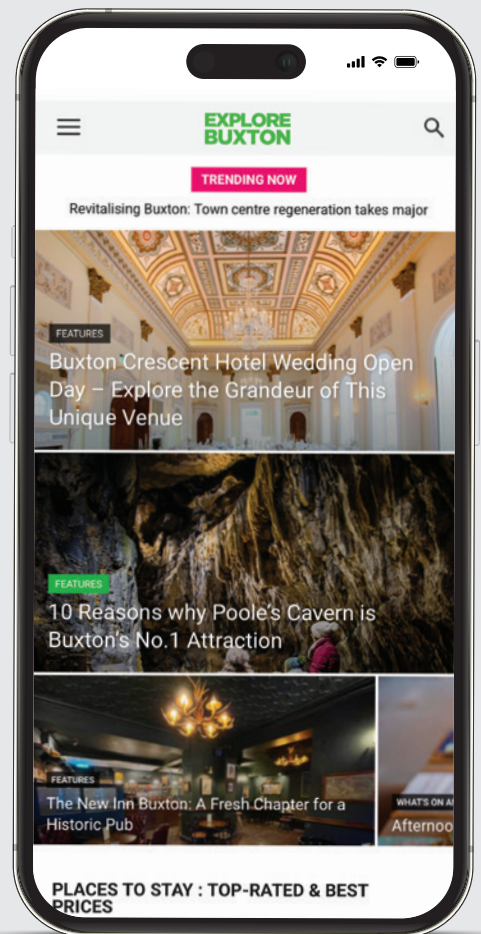 EXPLORE
BUXTON
TRENDING NOW
Revitalising Buxton: Town centre regeneration takes major
FEATURES
Buxton Crescent Hotel Wedding Open
Day – Explore the Grandeur of This
Unique Venue
FEATURES
10 Reasons why Poole's Cavern is
Buxton's No.1 Attraction
FEATURES
The New Inn Buxton: A Fresh Chapter for a
Historic Pub
WHAT'S ON A
Afternoo
PLACES TO STAY : TOP-RATED & BEST
PRICES